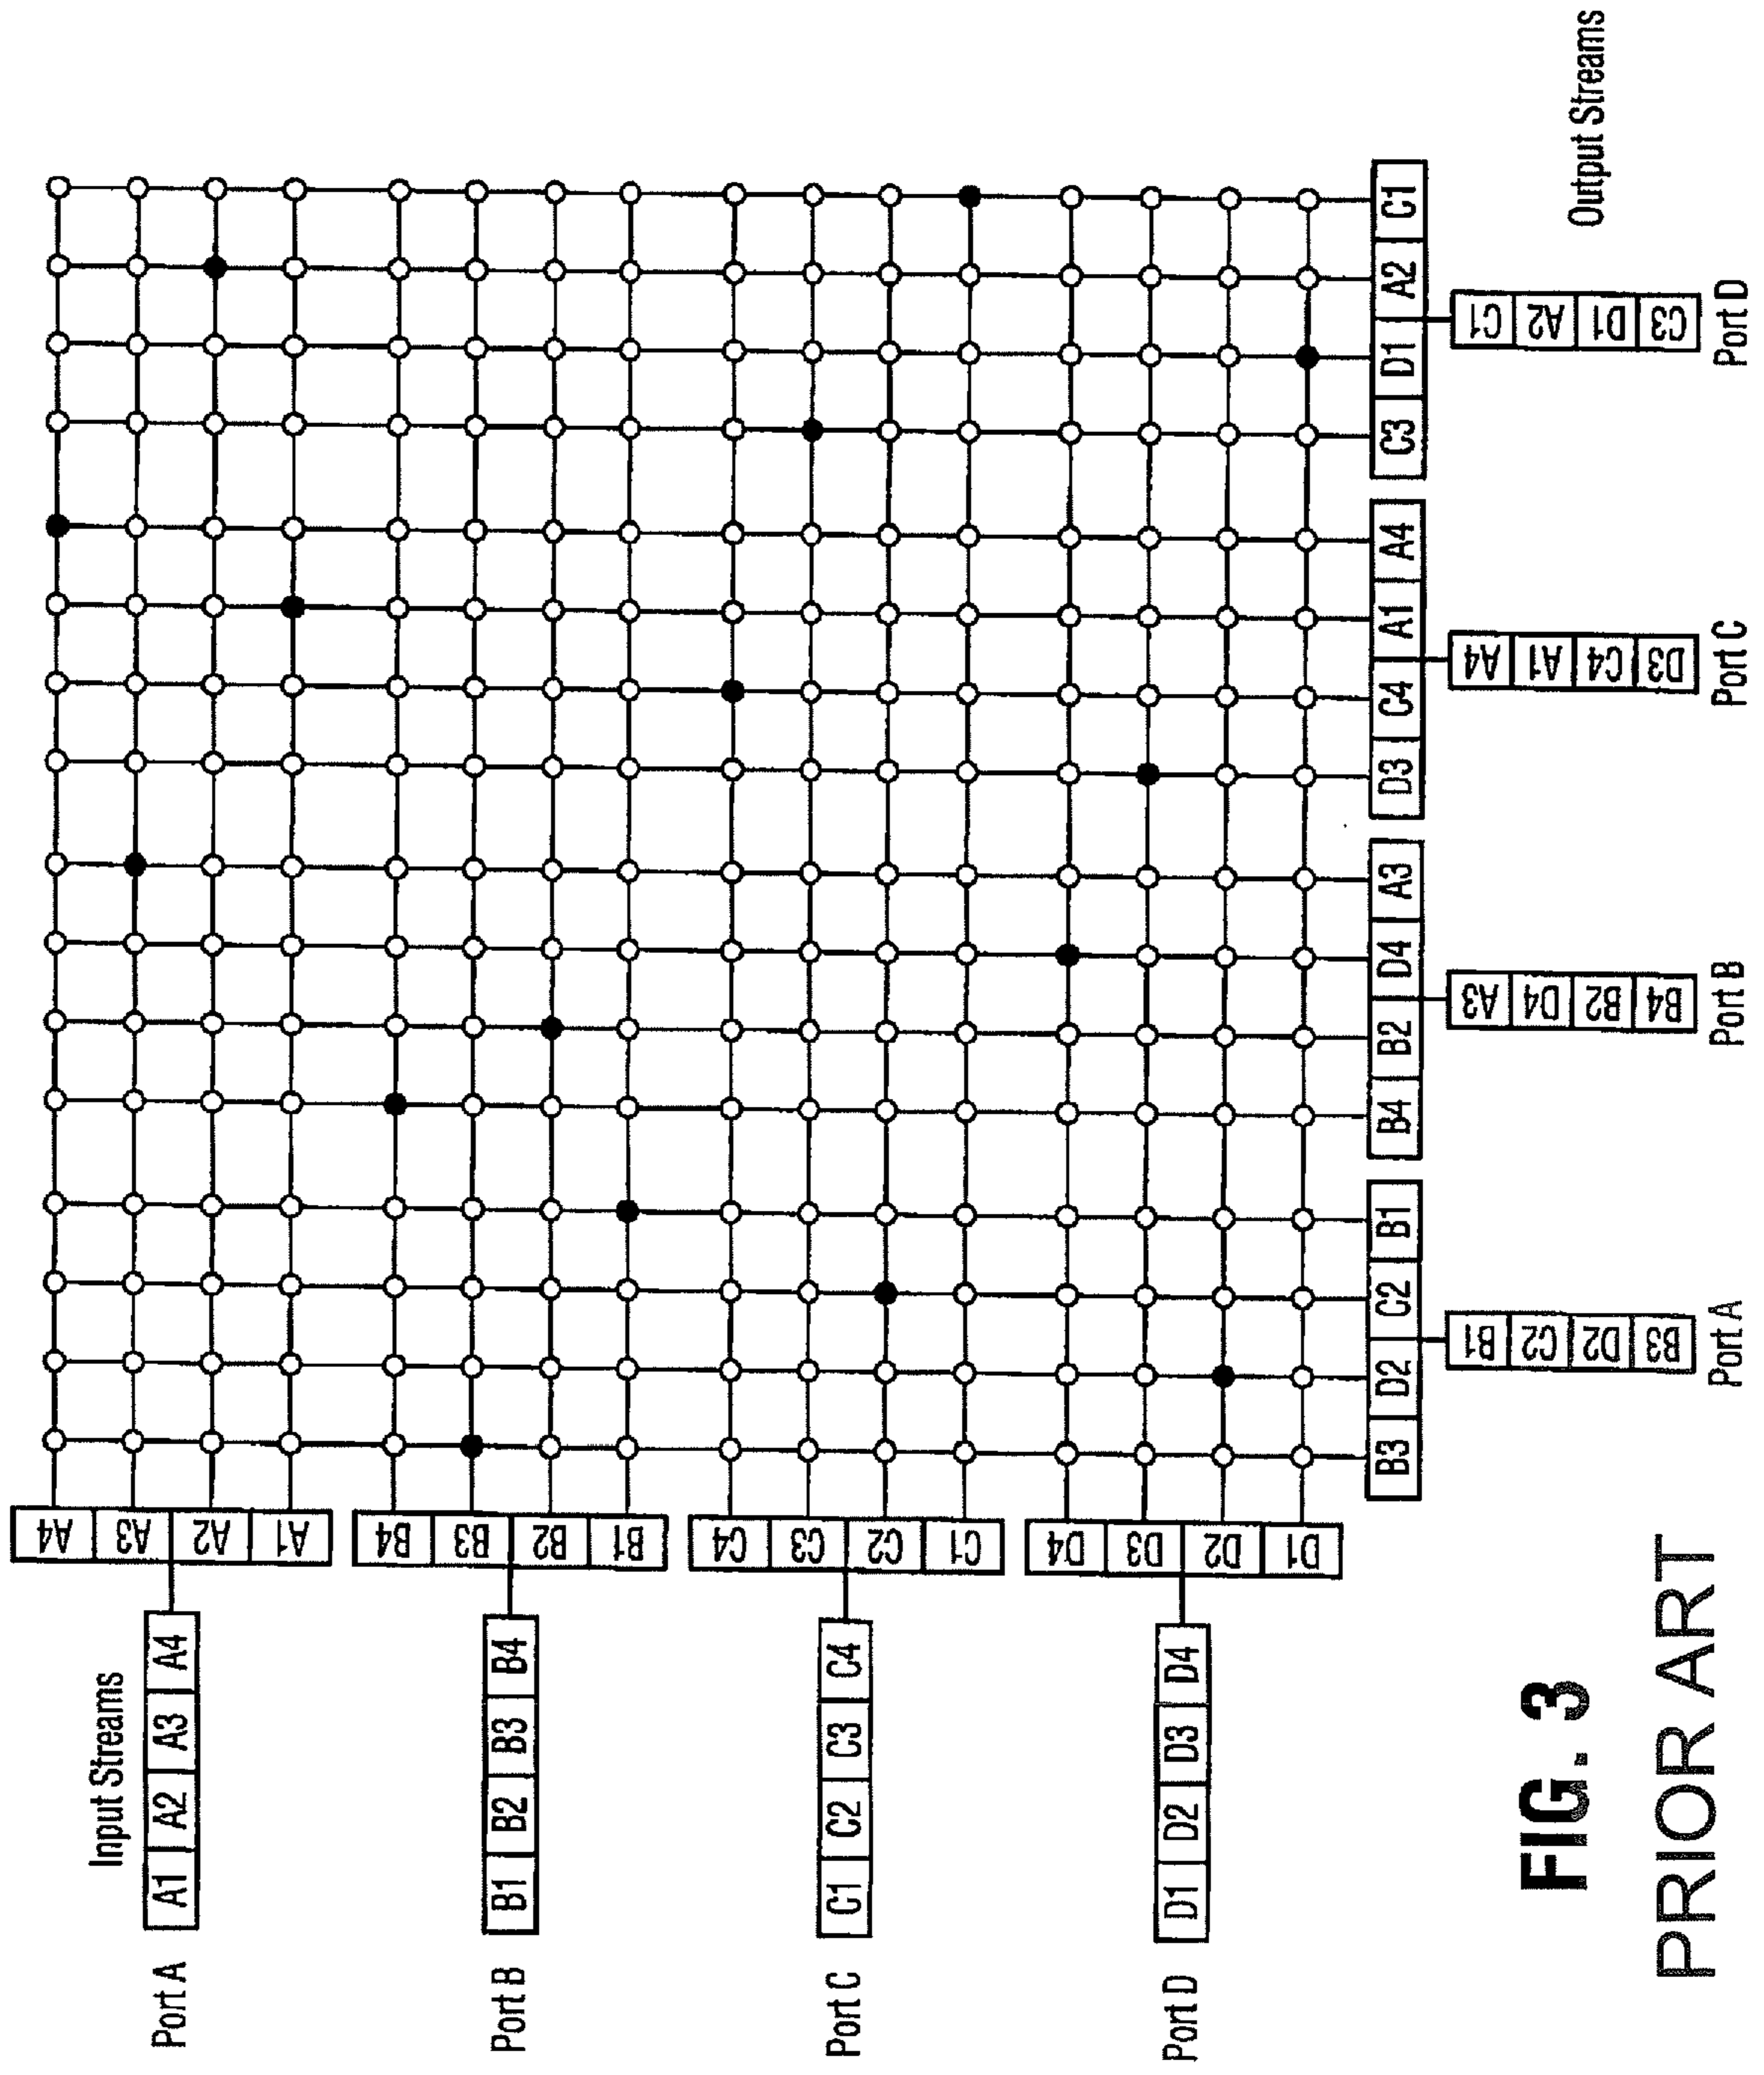 Input Streams
Port A
A1 A2 A3 A4
A4 A3 A2 A1
Port B
B1 B2 B3 B4
B4 B3 B2 B1
Port C
C1 C2 C3 C4
C4 C3 C2 C1
Port D
D1 D2 D3 D4
D4 D3 D2 D1
B3 D2 C2 B1
B4 B2 D4 A3
D3 C4 A1 A4
C3 D1 A2 C1
B1 C2 D2 B3
Port A
A3 D4 B2 B4
Port B
A4 A1 C4 D3
Port C
C1 A2 D1 C3
Port D
Output Streams
FIG. 3
PRIOR ART